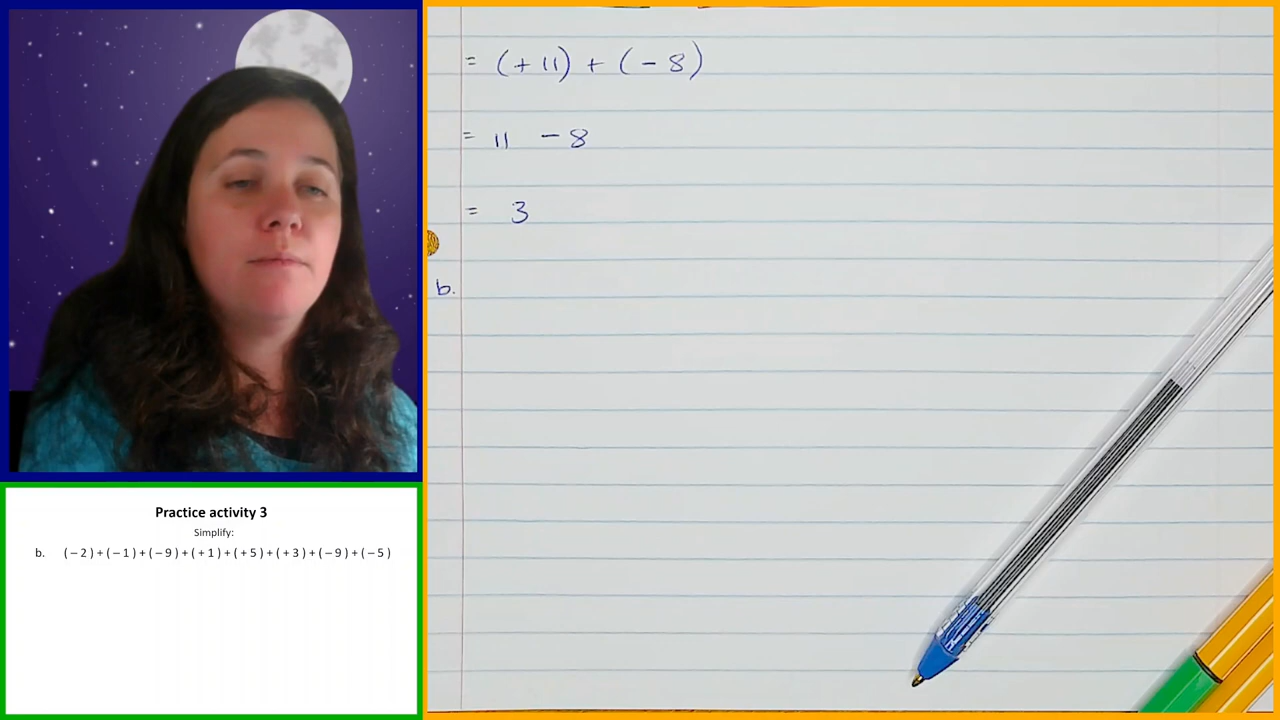 = (+ 11) + (- 8)
= 11 - 8
= 3
b.
Practice activity 3
Simplify:
b. ( – 2 ) + ( – 1 ) + ( – 9 ) + ( + 1 ) + ( + 5 ) + ( + 3 ) + ( – 9 ) + ( – 5 )